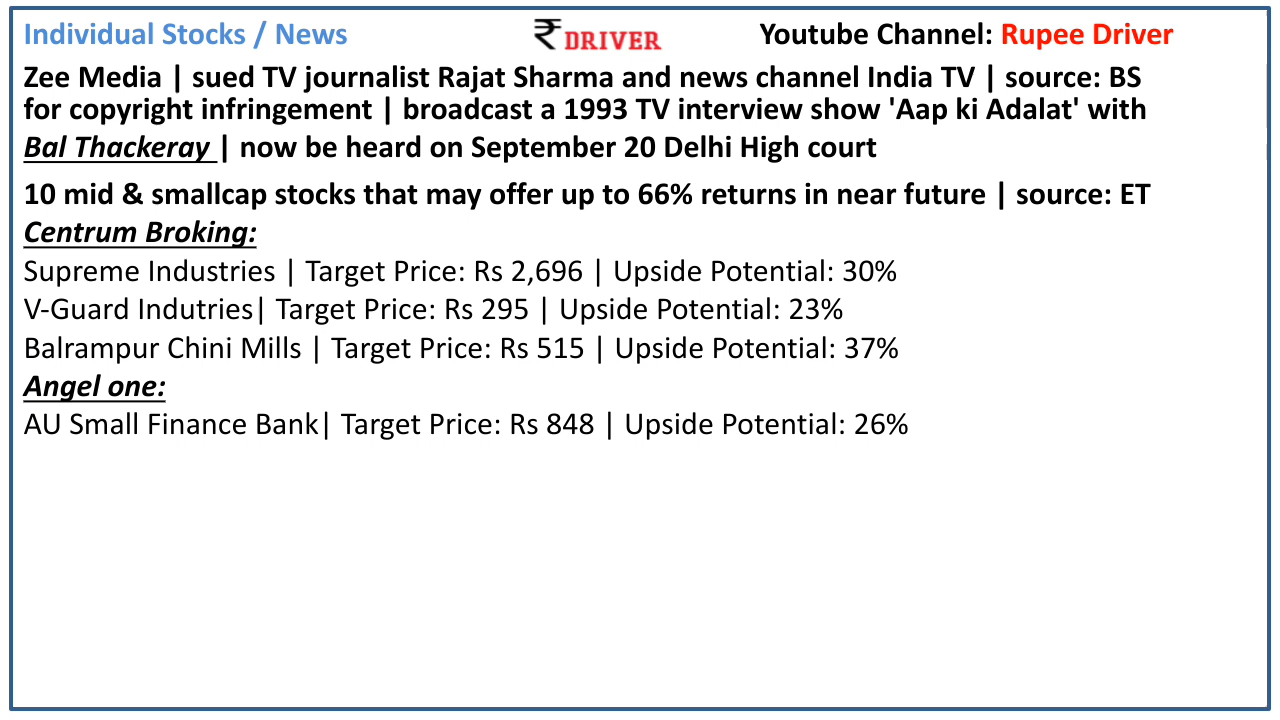 Individual Stocks / News ₹ DRIVER Youtube Channel: Rupee Driver
Zee Media | sued TV journalist Rajat Sharma and news channel India TV | source: BS
for copyright infringement | broadcast a 1993 TV interview show 'Aap ki Adalat' with
Bal Thackeray | now be heard on September 20 Delhi High court
10 mid & smallcap stocks that may offer up to 66% returns in near future | source: ET
Centrum Broking:
Supreme Industries | Target Price: Rs 2,696 | Upside Potential: 30%
V-Guard Indutries| Target Price: Rs 295 | Upside Potential: 23%
Balrampur Chini Mills | Target Price: Rs 515 | Upside Potential: 37%
Angel one:
AU Small Finance Bank| Target Price: Rs 848 | Upside Potential: 26%